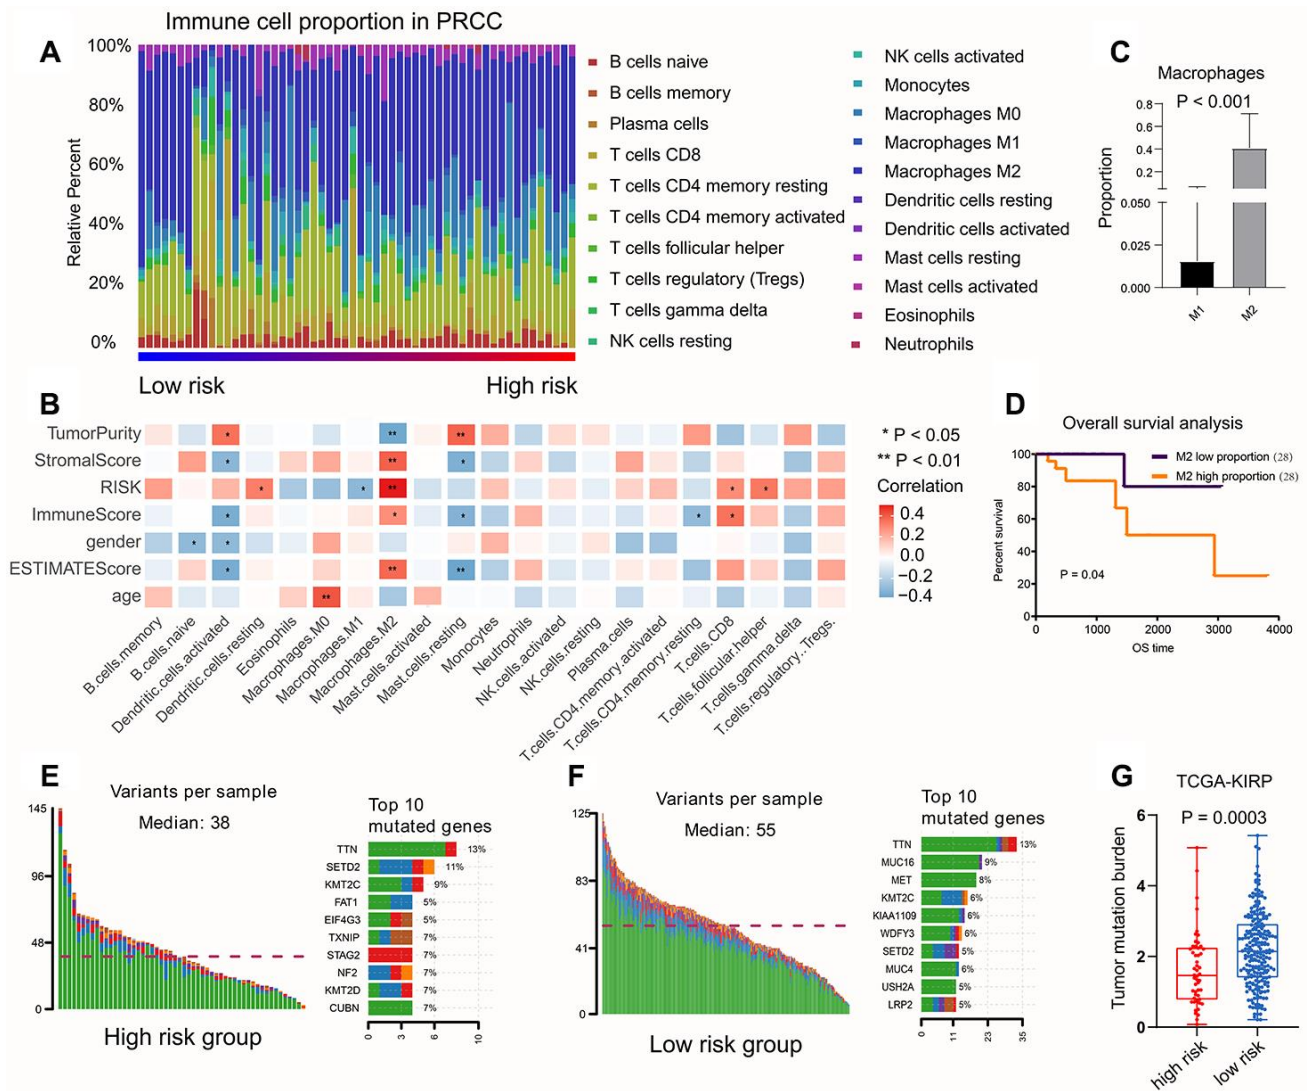 A
Immune cell proportion in PRCC
Relative Percent
100%
80%
60%
40%
20%
0%
Low risk
High risk
B cells naive
B cells memory
Plasma cells
T cells CD8
T cells CD4 memory resting
T cells CD4 memory activated
T cells follicular helper
T cells regulatory (Tregs)
T cells gamma delta
NK cells resting
NK cells activated
Monocytes
Macrophages M0
Macrophages M1
Macrophages M2
Dendritic cells resting
Dendritic cells activated
Mast cells resting
Mast cells activated
Eosinophils
Neutrophils
C
Macrophages
P < 0.001
Proportion
0.8
0.6
0.4
0.2
0.050
0.025
0.000
M1
M2
B
TumorPurity
* ** **
StromalScore
* ** *
RISK
* * ** * *
ImmuneScore
* * * * *
gender
* *
ESTIMATEScore
* ** **
age
**
B.cells.memory
B.cells.naive
Dendritic.cells.activated
Dendritic.cells.resting
Eosinophils
Macrophages.M0
Macrophages.M1
Macrophages.M2
Mast.cells.activated
Mast.cells.resting
Monocytes
Neutrophils
NK.cells.activated
NK.cells.resting
Plasma.cells
T.cells.CD4.memory.activated
T.cells.CD4.memory.resting
T.cells.CD8
T.cells.follicular.helper
T.cells.gamma.delta
T.cells.regulatory..Tregs.
* P < 0.05
** P < 0.01
Correlation
0.4
0.2
0.0
−0.2
−0.4
D
Overall survial analysis
M2 low proportion (28)
M2 high proportion (28)
Percent survival
100
80
60
40
20
0
P = 0.04
0 1000 2000 3000 4000
OS time
E
Variants per sample
Median: 38
145
96
48
0
High risk group
Top 10
mutated genes
TTN 13%
SETD2 11%
KMT2C 9%
FAT1 5%
EIF4G3 5%
TXNIP 7%
STAG2 7%
NF2 7%
KMT2D 7%
CUBN 7%
0 3 6 10
F
Variants per sample
Median: 55
125
83
41
0
Low risk group
Top 10
mutated genes
TTN 13%
MUC16 9%
MET 8%
KMT2C 6%
KIAA1109 6%
WDFY3 6%
SETD2 5%
MUC4 6%
USH2A 5%
LRP2 5%
0 11 23 35
G
TCGA-KIRP
P = 0.0003
Tumor mutation burden
6
4
2
0
high risk
low risk